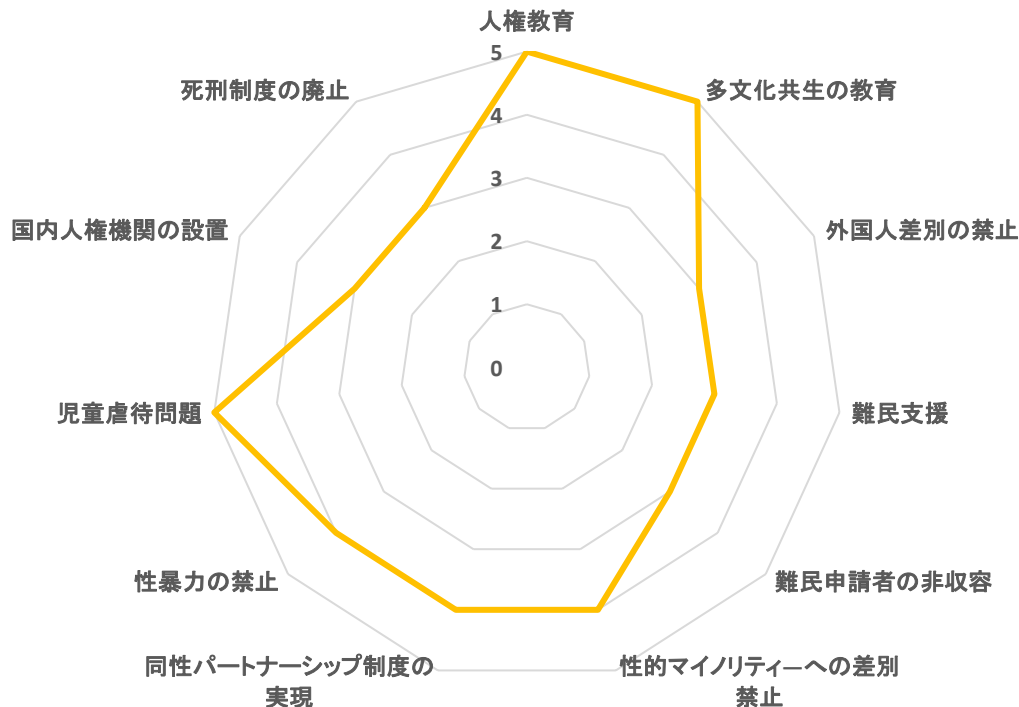 人権教育
5
多文化共生の教育
死刑制度の廃止
4
3
国内人権機関の設置
外国人差別の禁止
2
1
0
児童虐待問題
難民支援
性暴力の禁止
難民申請者の非収容
同性パートナーシップ制度の
実現
性的マイノリティーへの差別
禁止